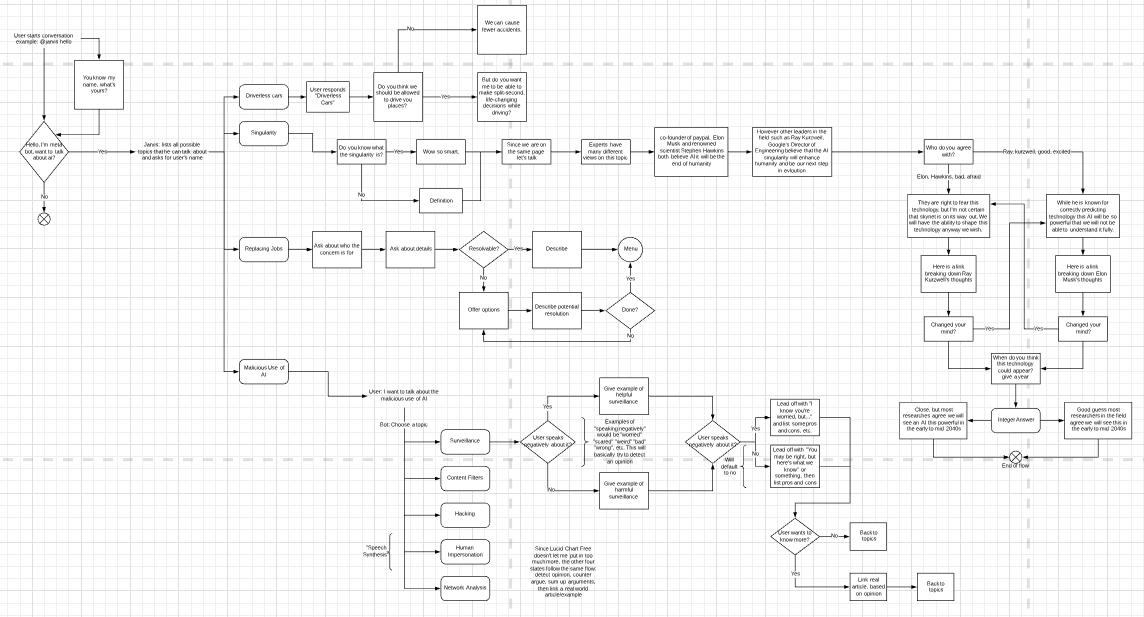 User starts conversation
example: @jarvis hello
You know my
name, what's
yours?
Hello, I'm meta
bot, want to talk
about ai?
Yes
No
Janvis: lists all possible
topics that he can talk about
and asks for user's name
Driverless cars
User responds
"Driverless
Cars"
Do you think we
should be allowed
to drive you
places?
No
We can cause
fewer accidents.
Yes
But do you want
me to be able to
make split-second,
life-changing
decisions while
driving?
Singularity
Do you know what
the singularity is?
Yes
Wow so smart.
No
Definition
Since we are on
the same page
let's talk
Experts have
many different
views on this topic
co-founder of paypal, Elon
Musk and renowned
scientist Stephen Hawkins
both believe AI it will be the
end of humanity
However other leaders in the
field such as Ray Kurzweil,
Google's Director of
Engineering believe that the AI
singularity will enhance
humanity and be our next step
in evloution
Who do you agree
with?
Ray, kurzweil, good, excited
Elon, Hawkins, bad, afraid
They are right to fear this
technology, but I'm not certain
that skynet is on its way out. We
will have the ability to shape this
technology anyway we wish.
While he is known for
correctly predicting
technology this AI will be so
powerful that we will not be
able to understand it fully.
Here is a link
breaking down Ray
Kurzweil's thoughts
Here is a link
breaking down Elon
Musk's thoughts
Changed your
mind?
Yes
Yes
Changed your
mind?
When do you think
this technology
could appear?
give a year
Close, but most
researchers agree we will
see an AI this powerful in
the early to mid 2040s
Integer Answer
Good guess most
researchers in the field
agree we will see this in
the early to mid 2040s
End of flow
Replacing Jobs
Ask about who the
concern is for
Ask about details
Resolvable?
Yes
Describe
Menu
No
Yes
Offer options
Describe potential
resolution
Done?
No
Malicious Use of
AI
User: I want to talk about the
malicious use of AI
Bot: Choose a topic
Surveillance
Content Filters
Hacking
"Speech
Synthesis"
Human
Impersonation
Network Analysis
User speaks
negatively about it?
Yes
Give example of
helpful
surveillance
No
Give example of
harmful
surveillance
Examples of
"speaking negatively"
would be "worried"
"scared" "weird" "bad"
"wrong", etc. This will
basically try to detect
an opinion
User speaks
negatively about it?
Will
default
to no
Yes
Lead off with "I
know you're
worried, but..."
and list some pros
and cons, etc.
No
Lead off with "You
may be right, but
here's what we
know" or
something, then
list pros and cons
User wants to
know more?
No
Back to
topics
Yes
Link real
article, based
on opinion
Back to
topics
Since Lucid Chart Free
doesn't let me put in too
much more, the other four
states follow the same flow:
detect opinion, counter
argue, sum up arguments,
then link a real world
article/example